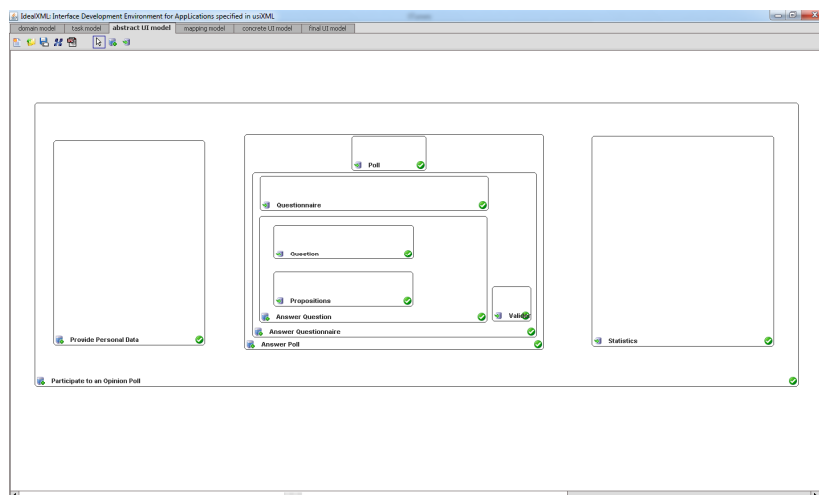 IdealXML: Interface Development Environment for AppLications specified in usiXML
domain model task model abstract UI model mapping model concrete UI model final UI model
Poll
Questionnaire
Question
Propositions
Answer Question
Answer Questionnaire
Answer Poll
Provide Personal Data
Statistics
Participate to an Opinion Poll